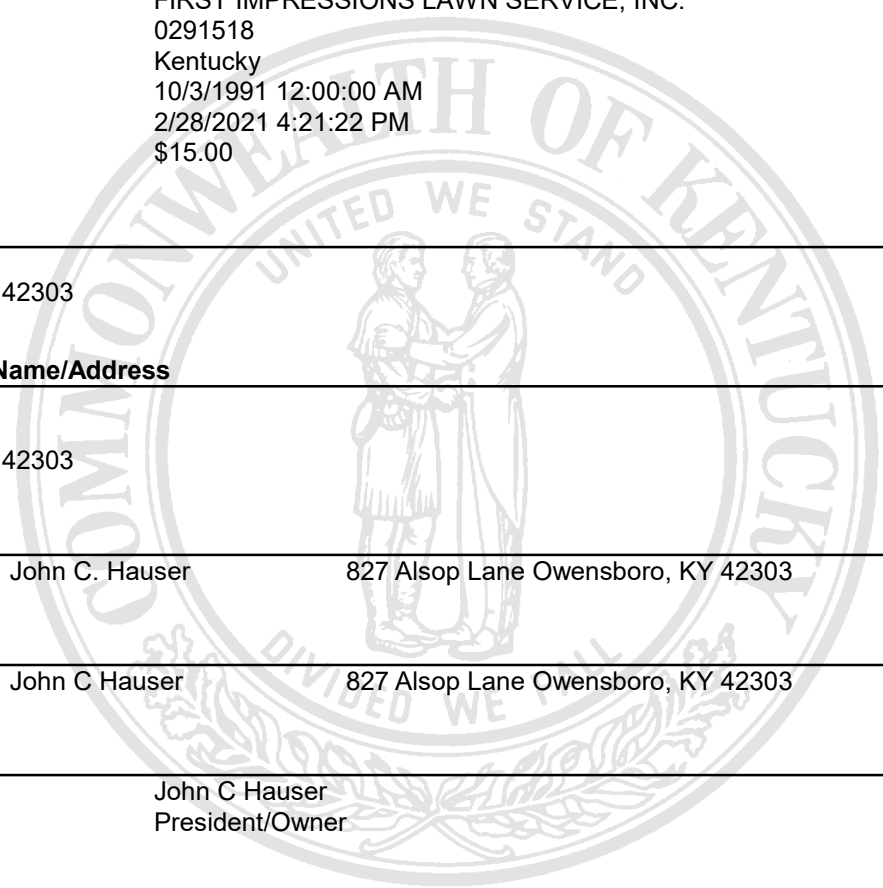 FIRST IMPRESSIONS LAWN SERVICE, INC.
0291518
Kentucky
10/3/1991 12:00:00 AM
2/28/2021 4:21:22 PM
$15.00
COMMONWEALTH OF KENTUCKY
UNITED WE STAND
42303
Name/Address
42303
John C. Hauser 827 Alsop Lane Owensboro, KY 42303
John C Hauser 827 Alsop Lane Owensboro, KY 42303
DIVIDED WE FALL
John C Hauser
President/Owner